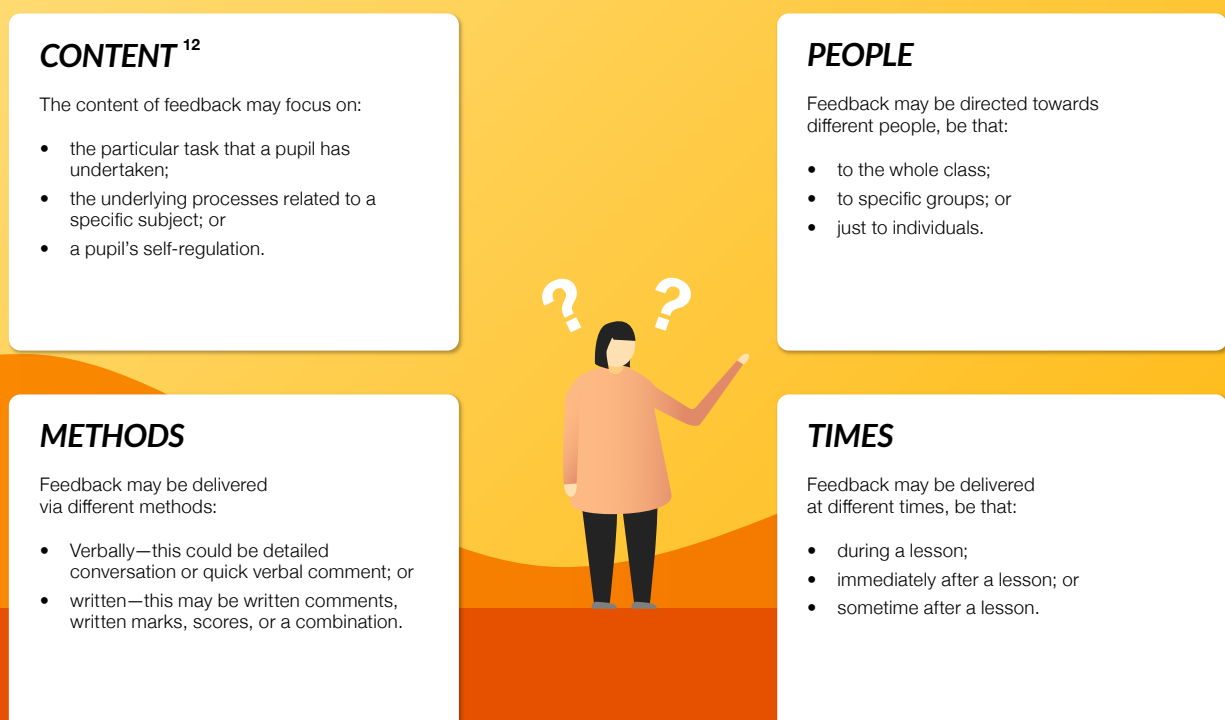 CONTENT 12
The content of feedback may focus on:
• the particular task that a pupil has
undertaken;
• the underlying processes related to a
specific subject; or
• a pupil's self-regulation.
PEOPLE
Feedback may be directed towards
different people, be that:
• to the whole class;
• to specific groups; or
• just to individuals.
? ?
METHODS
Feedback may be delivered
via different methods:
• Verbally—this could be detailed
conversation or quick verbal comment; or
• written—this may be written comments,
written marks, scores, or a combination.
TIMES
Feedback may be delivered
at different times, be that:
• during a lesson;
• immediately after a lesson; or
• sometime after a lesson.